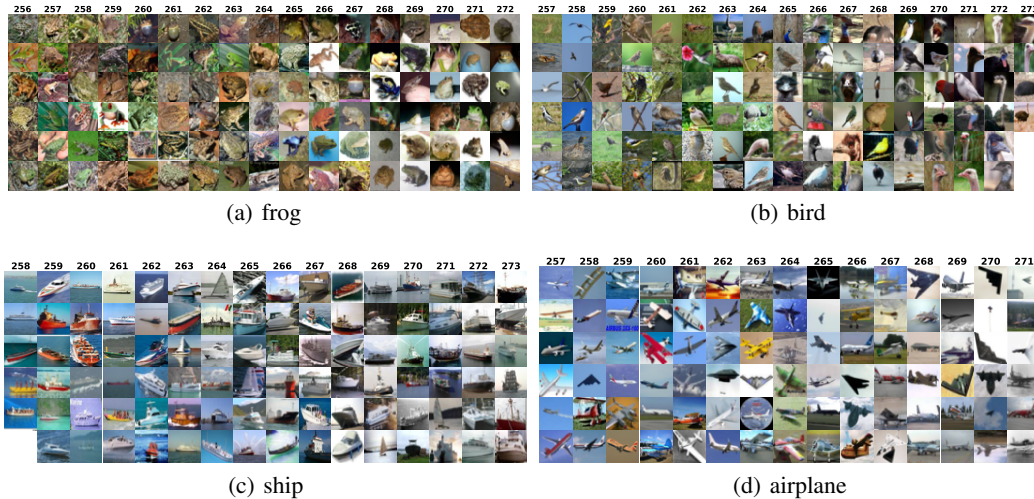 256 257 258 259 260 261 262 263 264 265 266 267 268 269 270 271 272
257 258 259 260 261 262 263 264 265 266 267 268 269 270 271 272 273
(a) frog
(b) bird
258 259 260 261 262 263 264 265 266 267 268 269 270 271 272 273
257 258 259 260 261 262 263 264 265 266 267 268 269 270 271
(c) ship
(d) airplane